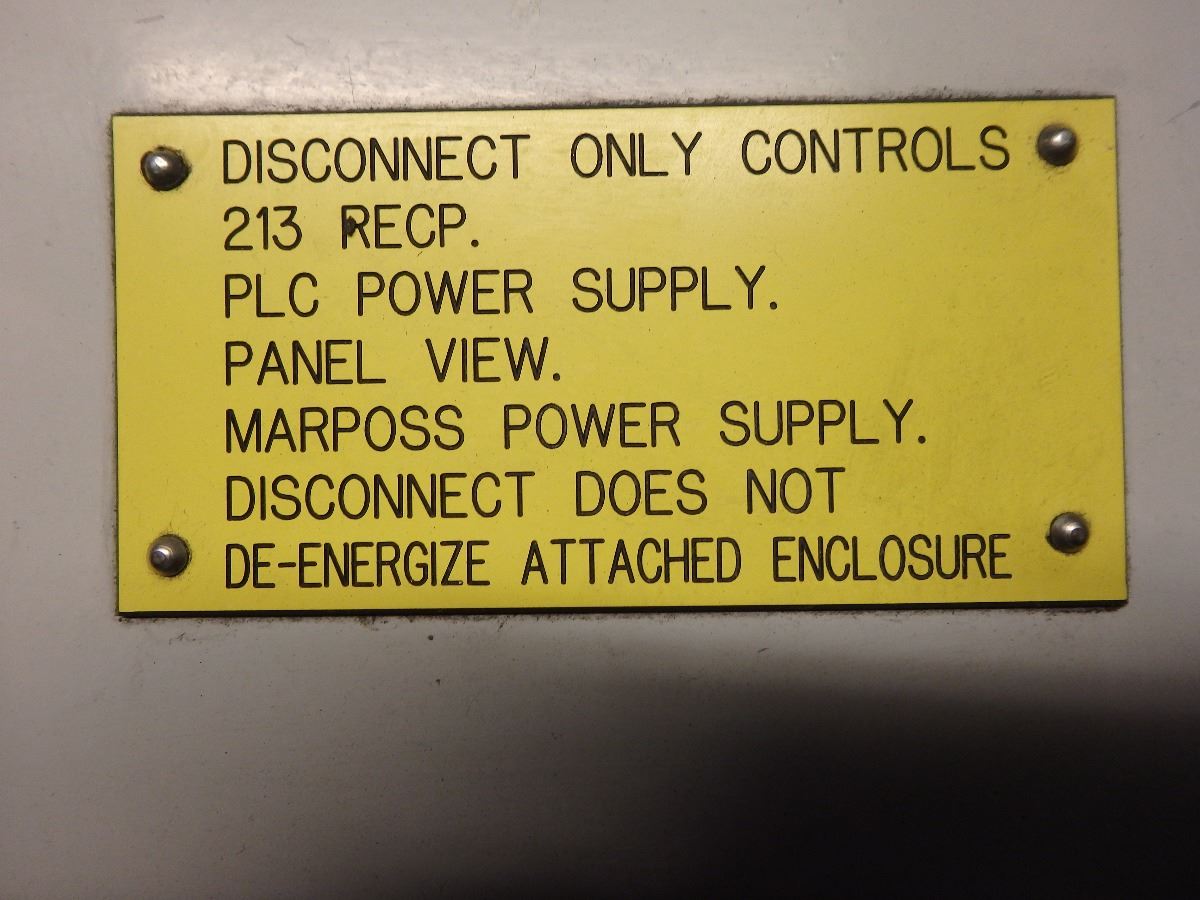 DISCONNECT ONLY CONTROLS
213 RECP.
PLC POWER SUPPLY.
PANEL VIEW.
MARPOSS POWER SUPPLY.
DISCONNECT DOES NOT
DE-ENERGIZE ATTACHED ENCLOSURE